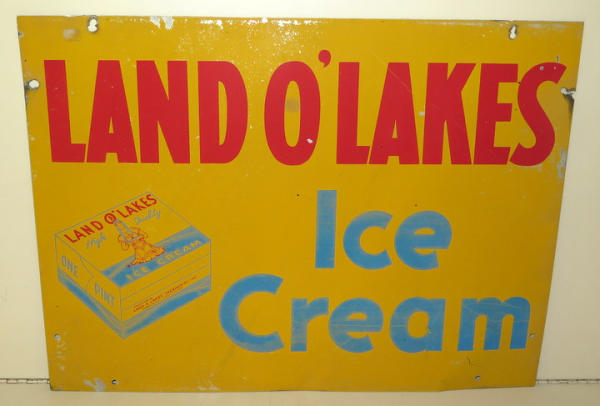 LAND O'LAKES
Ice
Cream
LAND O'LAKES
High Quality
ICE CREAM
ONE PINT